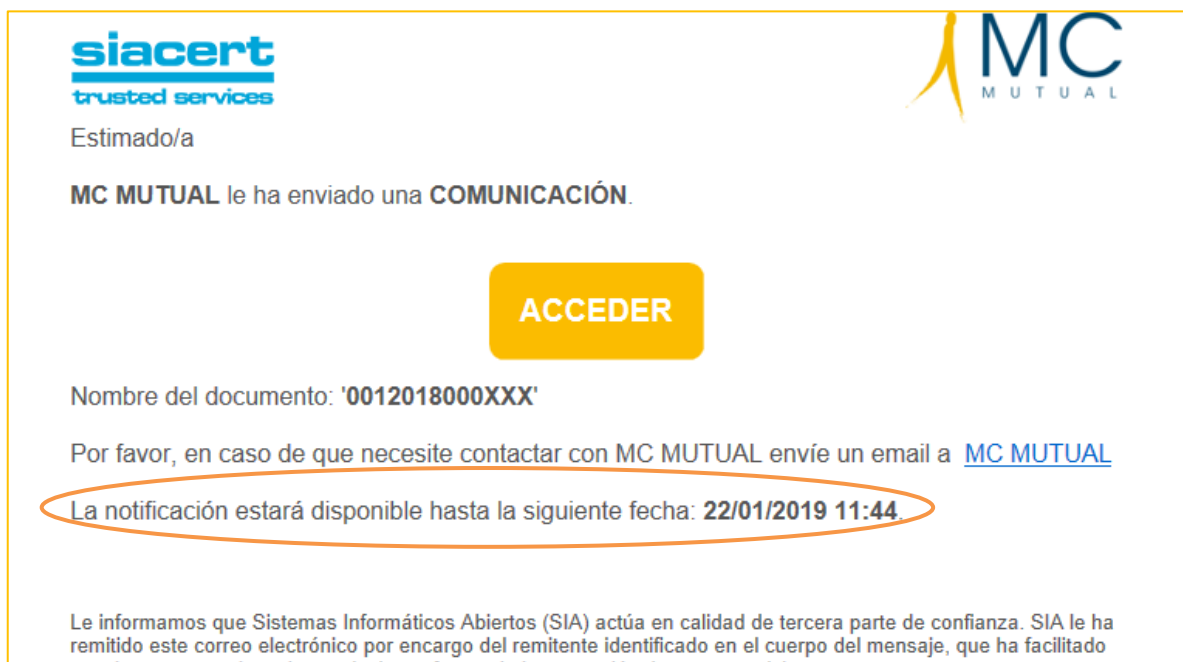 siacert
trusted services
MC
MUTUAL
Estimado/a
MC MUTUAL le ha enviado una COMUNICACIÓN.
ACCEDER
Nombre del documento: '0012018000XXX'
Por favor, en caso de que necesite contactar con MC MUTUAL envíe un email a MC MUTUAL
La notificación estará disponible hasta la siguiente fecha: 22/01/2019 11:44.
Le informamos que Sistemas Informáticos Abiertos (SIA) actúa en calidad de tercera parte de confianza. SIA le ha
remitido este correo electrónico por encargo del remitente identificado en el cuerpo del mensaje, que ha facilitado